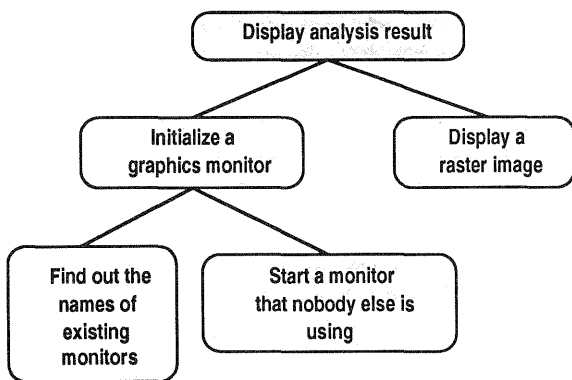 Display analysis result
Initialize a
graphics monitor
Display a
raster image
Find out the
names of
existing
monitors
Start a monitor
that nobody else is
using